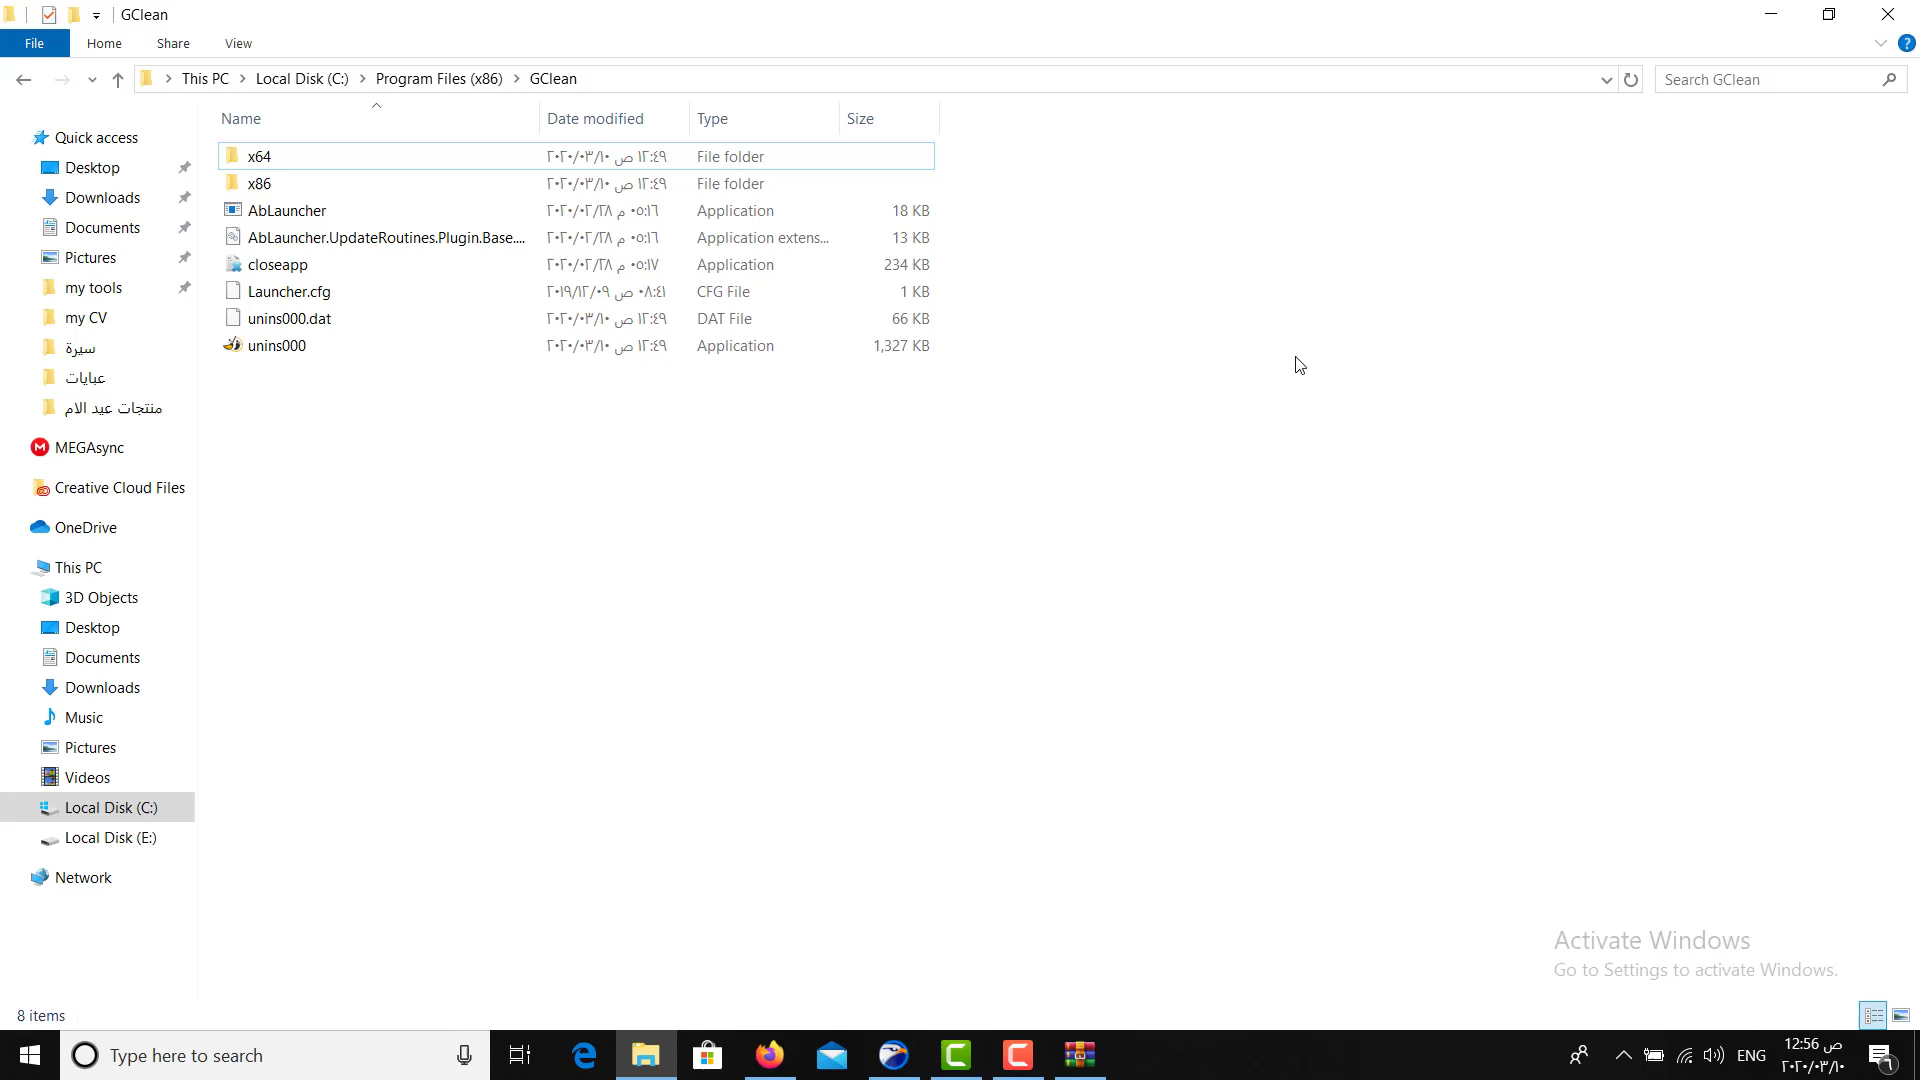 GClean
File Home Share View
This PC Local Disk (C:) Program Files (x86) GClean
Search GClean
Name Date modified Type Size
x64 ٢٠٢٠/٠٣/١٠ ص ١٢:٤٩ File folder
x86 ٢٠٢٠/٠٣/١٠ ص ١٢:٤٩ File folder
AbLauncher ٢٠٢٠/٠٢/٢٨ م ٠٥:١٦ Application 18 KB
AbLauncher.UpdateRoutines.Plugin.Base.... ٢٠٢٠/٠٢/٢٨ م ٠٥:١٦ Application extens... 13 KB
closeapp ٢٠٢٠/٠٢/٢٨ م ٠٥:١٧ Application 234 KB
Launcher.cfg ٢٠١٩/١٢/٠٩ ص ٠٨:٤١ CFG File 1 KB
unins000.dat ٢٠٢٠/٠٣/١٠ ص ١٢:٤٩ DAT File 66 KB
unins000 ٢٠٢٠/٠٣/١٠ ص ١٢:٤٩ Application 1,327 KB
Quick access
Desktop
Downloads
Documents
Pictures
my tools
my CV
سيرة
عبايات
منتجات عيد الام
MEGAsync
Creative Cloud Files
OneDrive
This PC
3D Objects
Desktop
Documents
Downloads
Music
Pictures
Videos
Local Disk (C:)
Local Disk (E:)
Network
Activate Windows
Go to Settings to activate Windows.
8 items
Type here to search
ENG
12:56 ص
٢٠٢٠/٠٣/١٠
٦